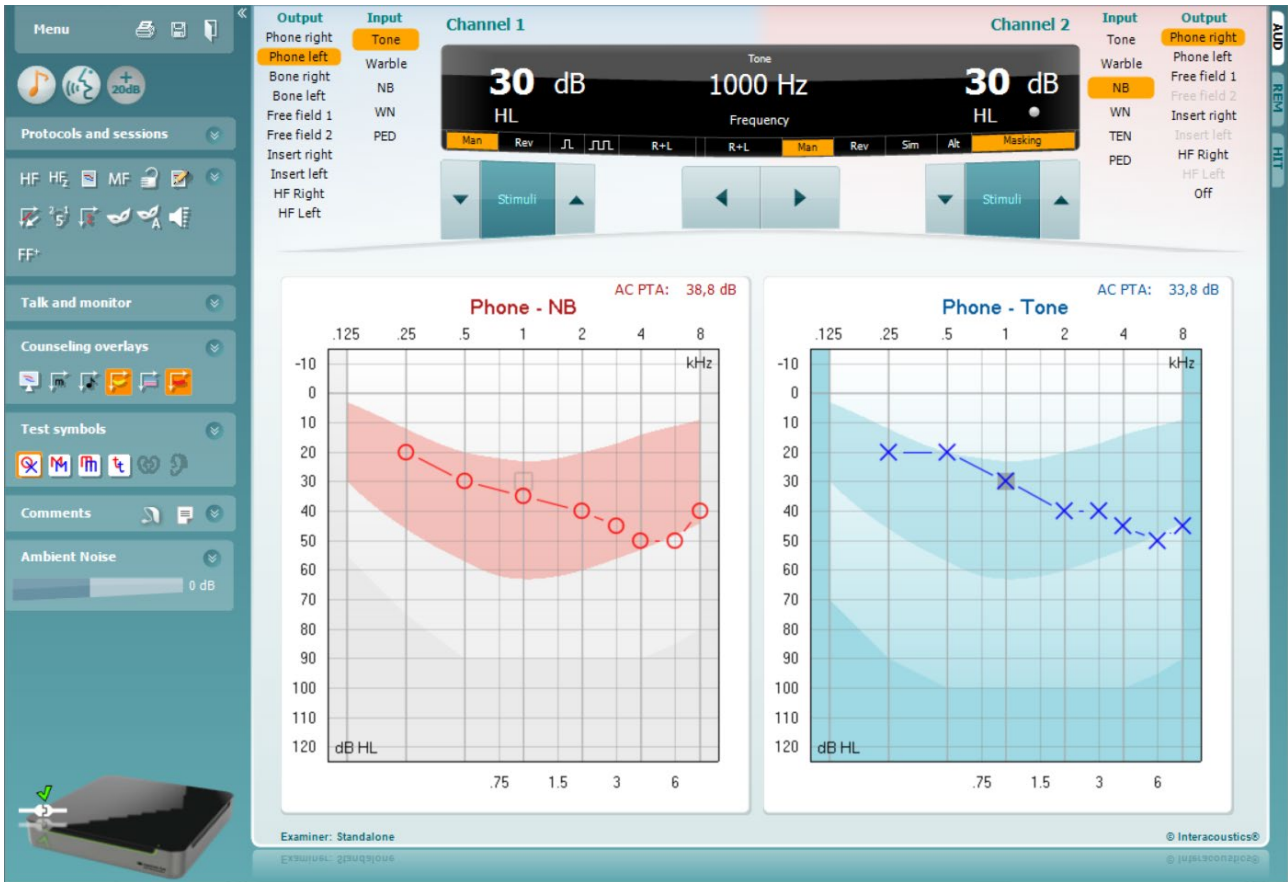 Menu
+
20dB
Protocols and sessions
HF HF2 MF
2 5 -1
A
FF+
Talk and monitor
Counseling overlays
m
Test symbols
M m t t
Comments
Ambient Noise
0 dB
Output
Phone right
Phone left
Bone right
Bone left
Free field 1
Free field 2
Insert right
Insert left
HF Right
HF Left
Input
Tone
Warble
NB
WN
PED
Channel 1
Channel 2
Tone
30 dB 1000 Hz 30 dB
HL Frequency HL
Man Rev R+L R+L Man Rev Sim Alt Masking
Stimuli
Stimuli
Input
Tone
Warble
NB
WN
TEN
PED
Output
Phone right
Phone left
Free field 1
Free field 2
Insert right
Insert left
HF Right
HF Left
Off
AUD
REM
HIT
AC PTA: 38,8 dB
Phone - NB
.125 .25 .5 1 2 4 8
kHz
-10
0
10
20
30
40
50
60
70
80
90
100
110
120
dB HL
.75 1.5 3 6
AC PTA: 33,8 dB
Phone - Tone
.125 .25 .5 1 2 4 8
kHz
-10
0
10
20
30
40
50
60
70
80
90
100
110
120
dB HL
.75 1.5 3 6
Examiner: Standalone
© Interacoustics®